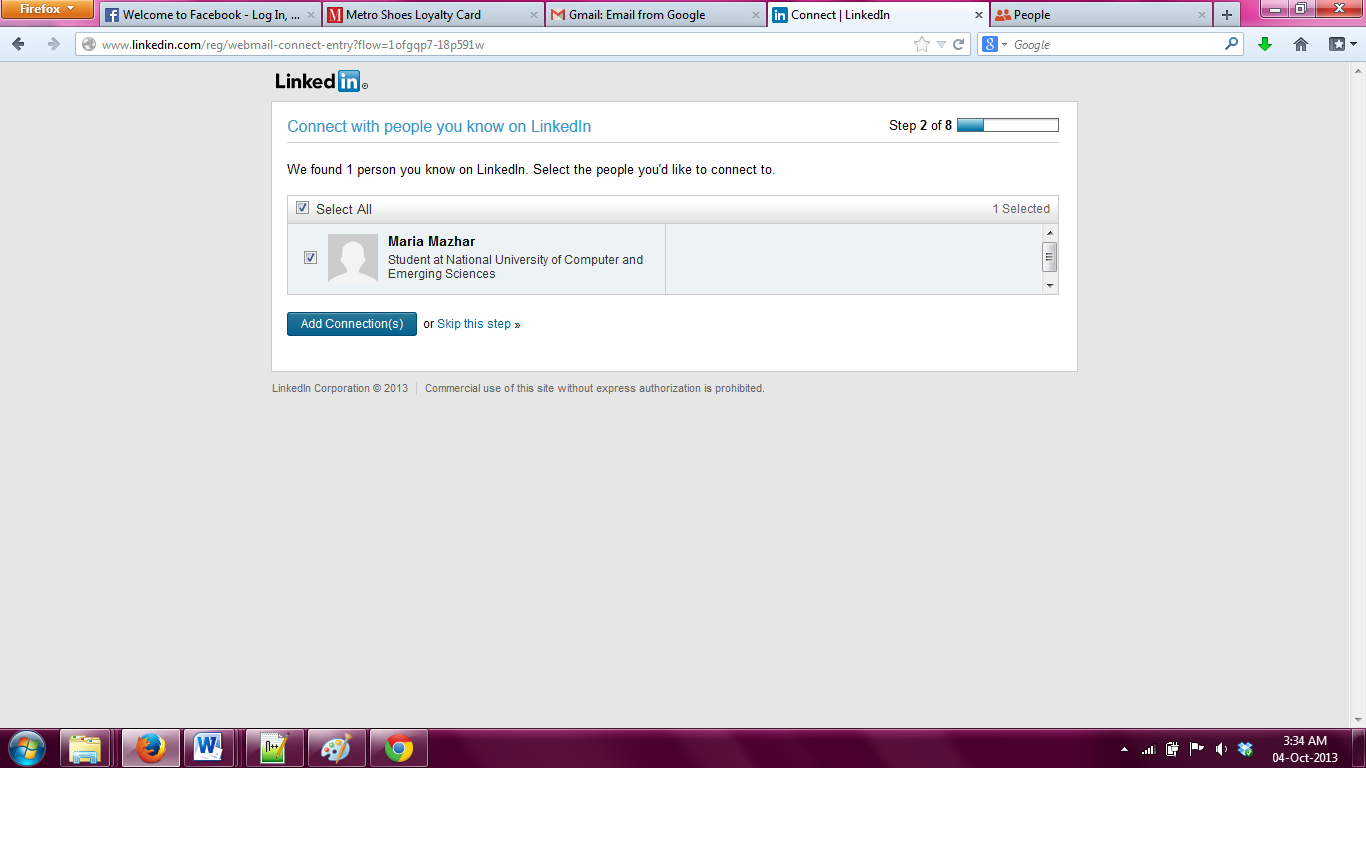 Firefox
Welcome to Facebook - Log In, ...
Metro Shoes Loyalty Card
Gmail: Email from Google
Connect | LinkedIn
People
www.linkedin.com/reg/webmail-connect-entry?flow=1ofgqp7-18p591w
Google
Linked in
Connect with people you know on LinkedIn
Step 2 of 8
We found 1 person you know on LinkedIn. Select the people you'd like to connect to.
Select All
1 Selected
Maria Mazhar
Student at National University of Computer and
Emerging Sciences
Add Connection(s) or Skip this step »
LinkedIn Corporation © 2013
Commercial use of this site without express authorization is prohibited.
3:34 AM
04-Oct-2013